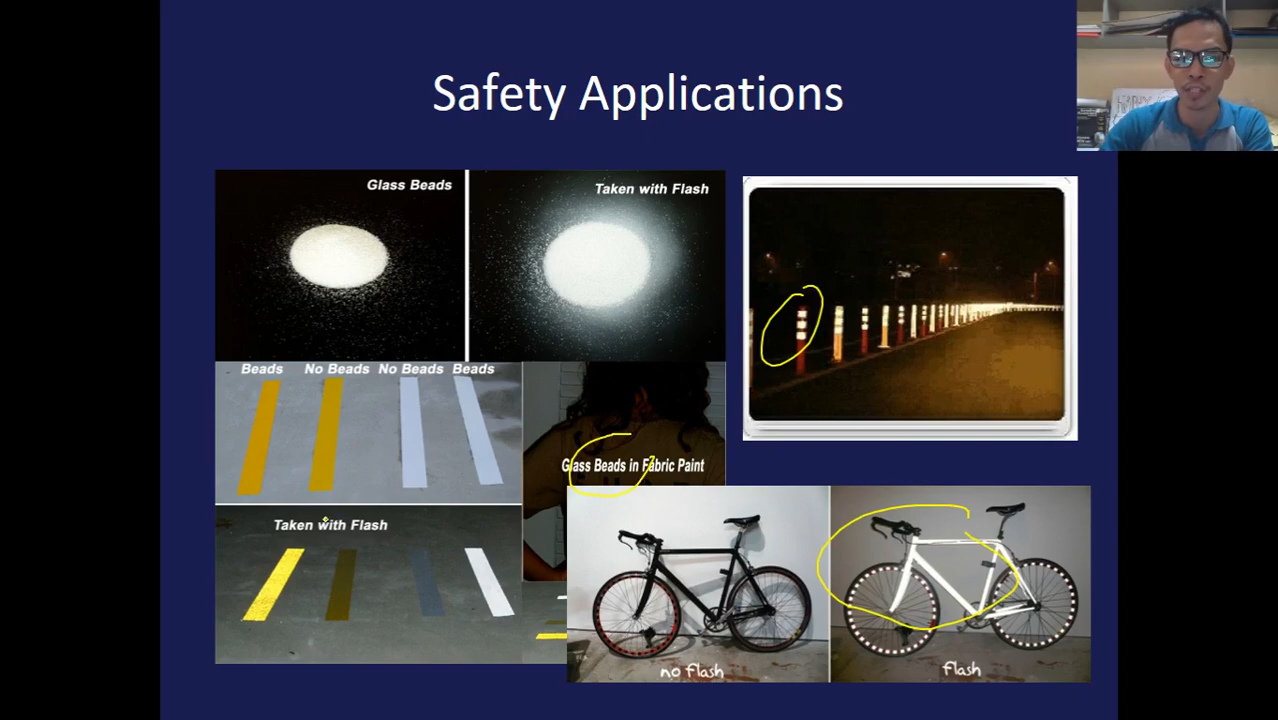 Safety Applications
Glass Beads
Taken with Flash
Beads No Beads No Beads Beads
Glass Beads in Fabric Paint
Taken with Flash
no flash
flash